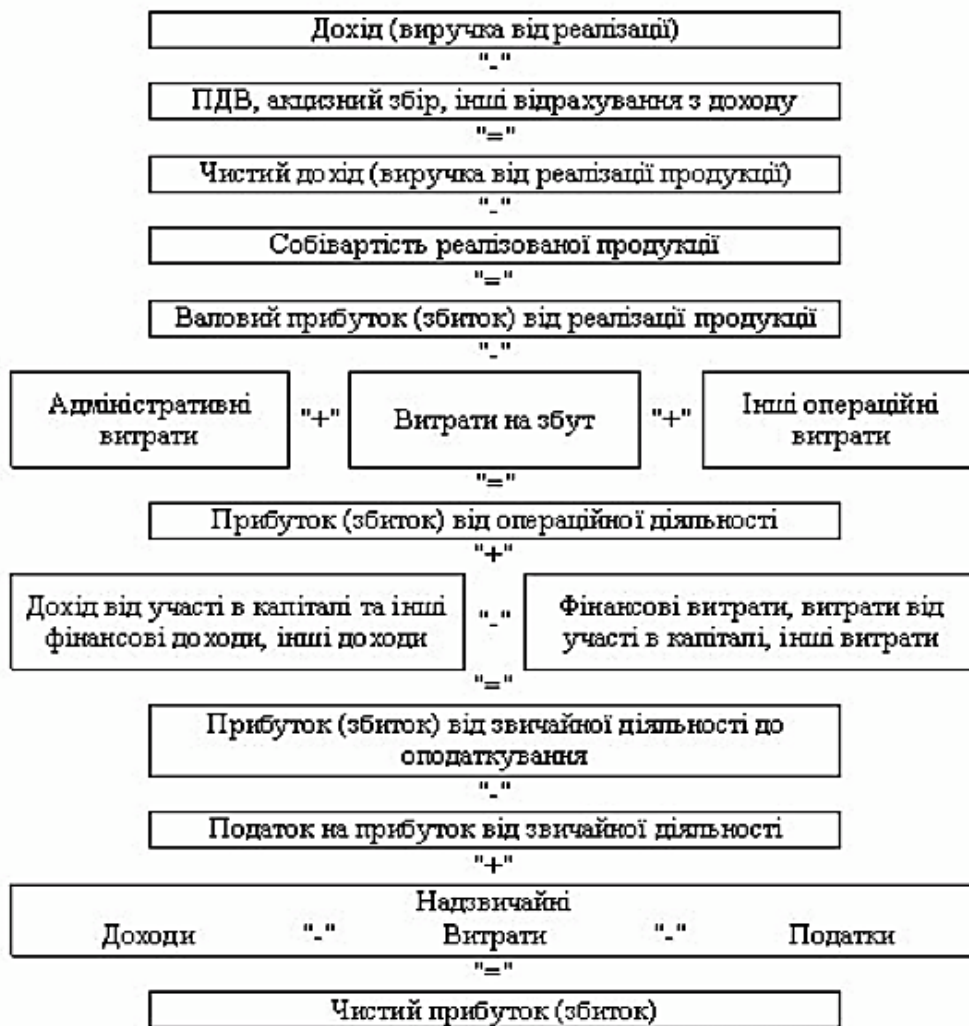 Дохід (виручка від реалізації)
"-"
ПДВ, акцизний збір, інші відрахування з доходу
"="
Чистий дохід (виручка від реалізації продукції)
"-"
Собівартість реалізованої продукції
"="
Валовий прибуток (збиток) від реалізації продукції
"-"
Адміністративні
витрати
"+"
Витрати на збут
"+"
Інші операційні
витрати
"="
Прибуток (збиток) від операційної діяльності
"+"
Дохід від участі в капіталі та інші
фінансові доходи, інші доходи
"-"
Фінансові витрати, витрати від
участі в капіталі, інші витрати
"="
Прибуток (збиток) від звичайної діяльності до
оподаткування
"-"
Податок на прибуток від звичайної діяльності
"+"
Надзвичайні
Доходи "-" Витрати "-" Податки
"="
Чистий прибуток (збиток)